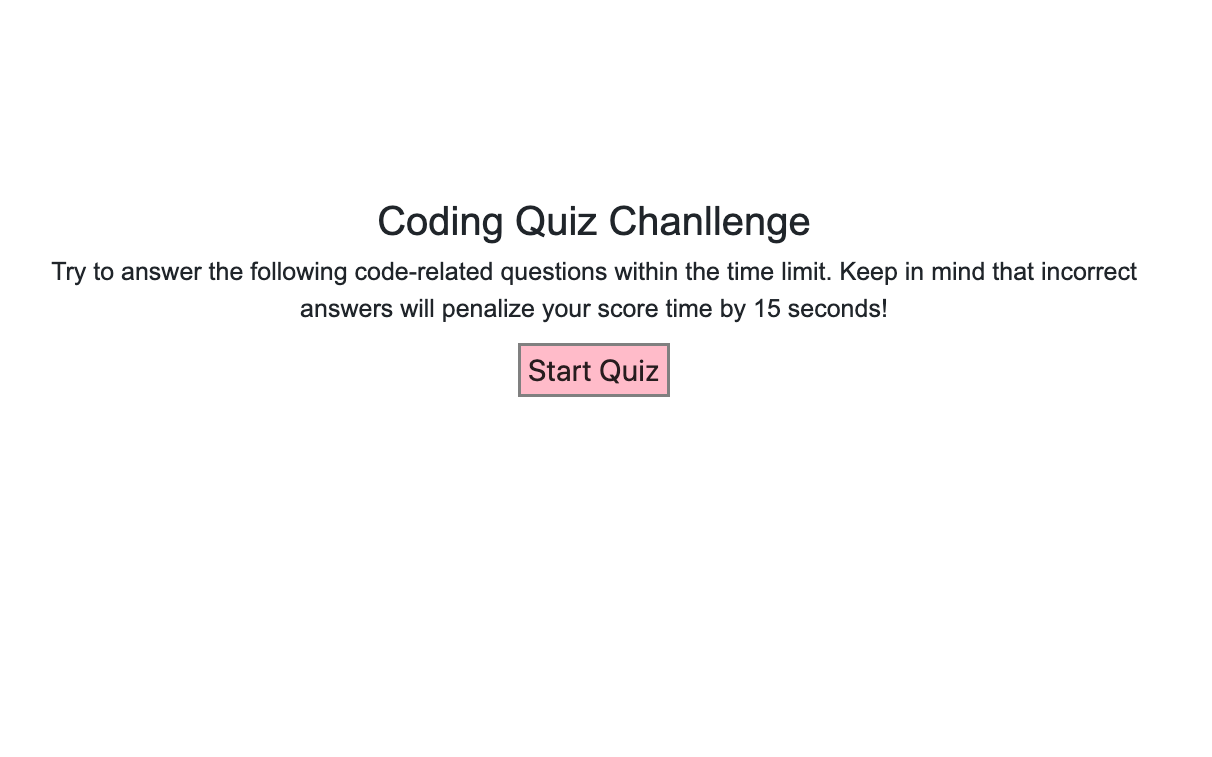 Coding Quiz Chanllenge
Try to answer the following code-related questions within the time limit. Keep in mind that incorrect
answers will penalize your score time by 15 seconds!
Start Quiz